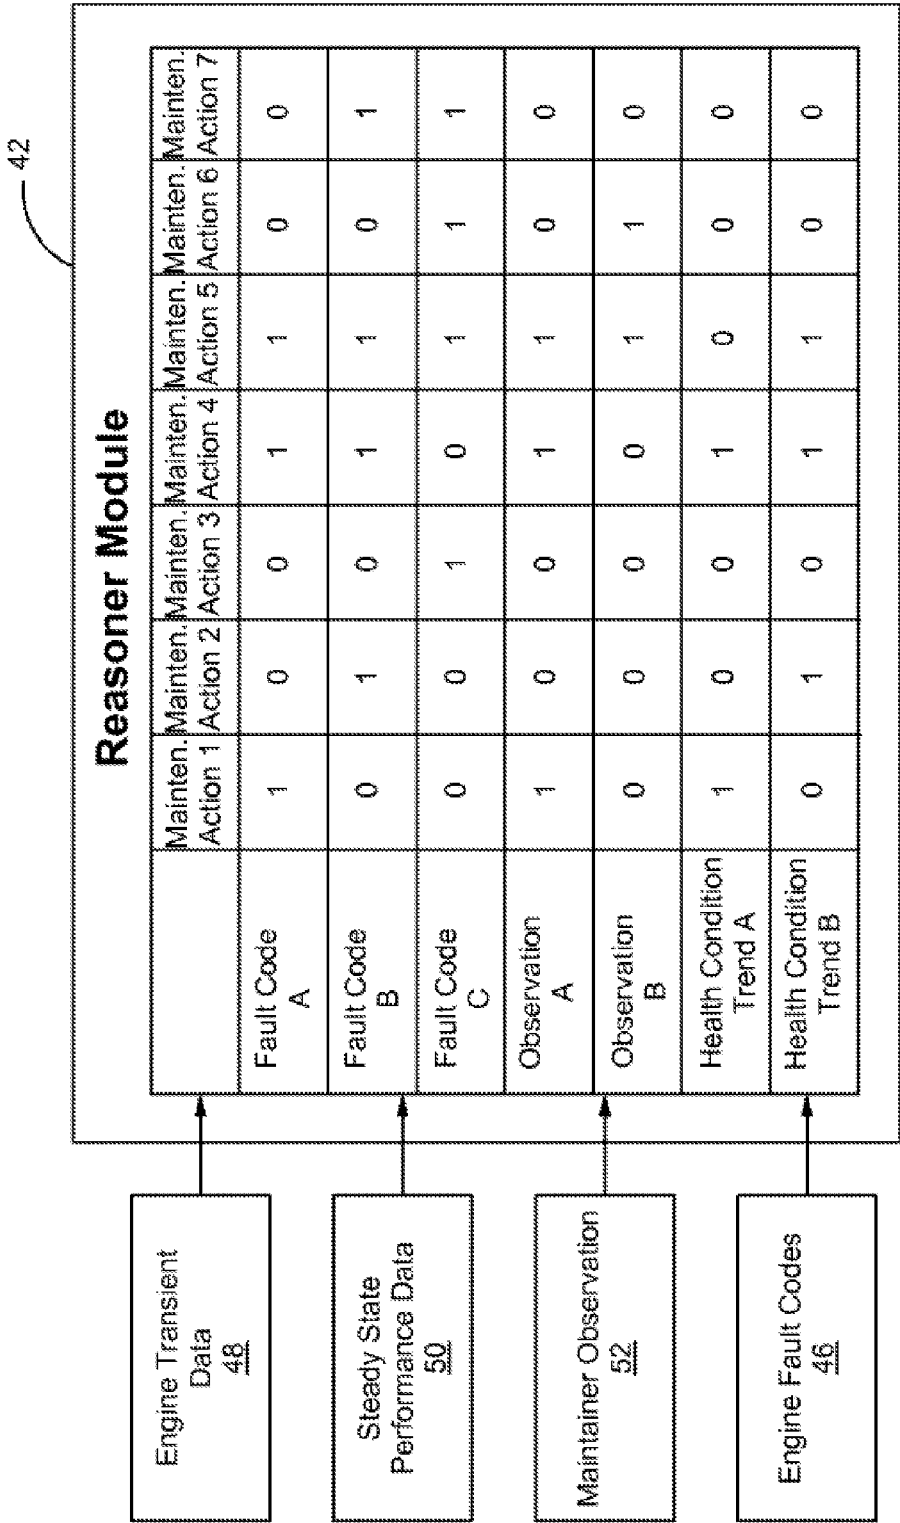 42
Reasoner Module
Engine Transient
Data
48
Steady State
Performance Data
50
Maintainer Observation
52
Engine Fault Codes
46
Mainten. Mainten. Mainten. Mainten. Mainten. Mainten. Mainten.
Action 1 Action 2 Action 3 Action 4 Action 5 Action 6 Action 7
Fault Code
A
1 0 0 1 1 0 0
Fault Code
B
0 1 0 1 1 0 1
Fault Code
C
0 0 1 0 1 1 1
Observation
A
1 0 0 1 1 0 0
Observation
B
0 0 0 0 1 1 0
Health Condition
Trend A
1 0 0 1 0 0 0
Health Condition
Trend B
0 1 0 1 1 0 0